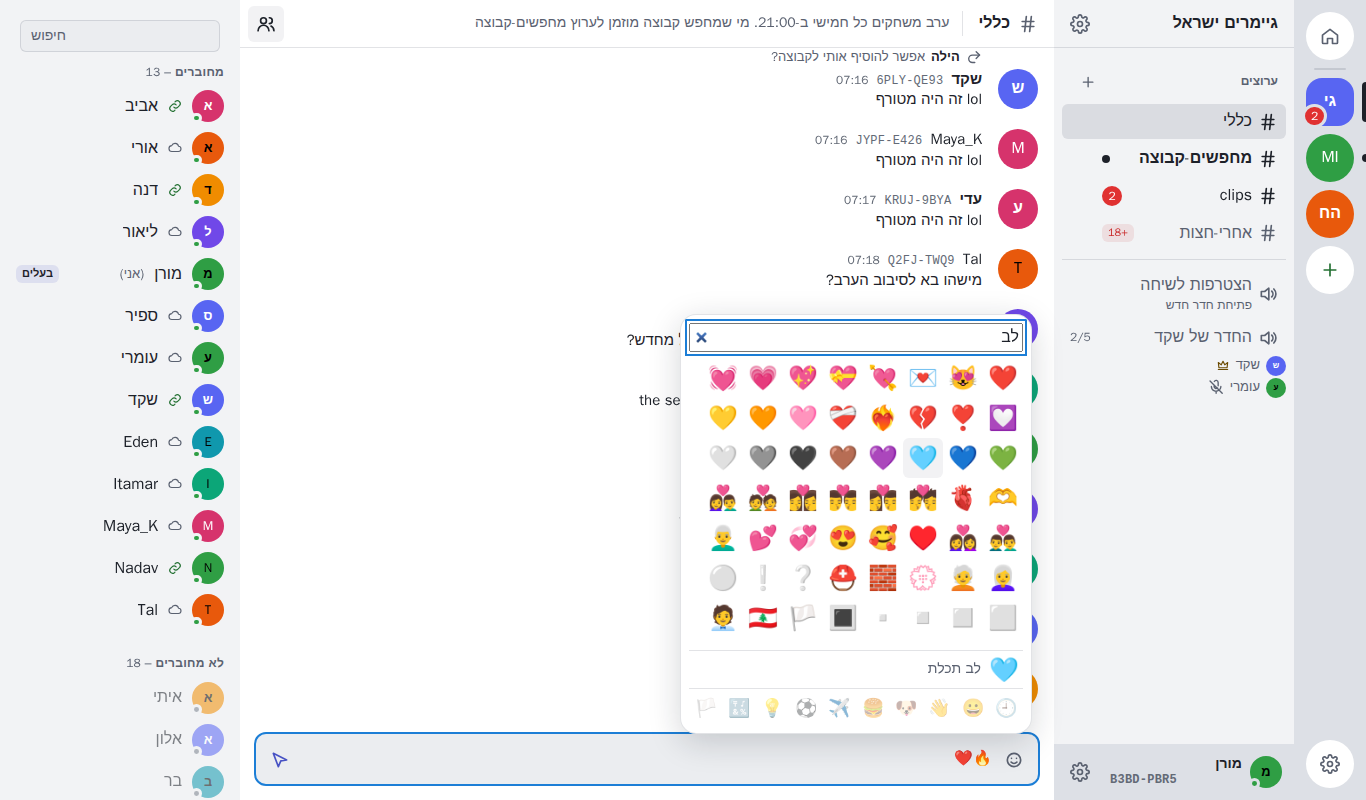 גי
2
MI
הח
גיימרים ישראל
ערוצים
כללי
מחפשים-קבוצה
clips
2
אחרי-חצות
18+
הצטרפות לשיחה
פתיחת חדר חדש
החדר של שקד
2/5
ש
שקד
ע
עומרי
מ
מורן
B3BD-PBR5
כללי
ערב משחקים כל חמישי ב-21:00. מי שמחפש קבוצה מוזמן לערוץ מחפשים-קבוצה
הילה אפשר להוסיף אותי לקבוצה?
ש
שקד 6PLY-QE93 07:16
lol זה היה מטורף
M
Maya_K JYPF-E426 07:16
lol זה היה מטורף
ע
עדי KRUJ-9BYA 07:17
lol זה היה מטורף
T
Tal Q2FJ-TWQ9 07:18
מישהו בא לסיבוב הערב?
מחדש?
the se
לב
לב תכלת
חיפוש
מחוברים – 13
א
אביב
א
אורי
ד
דנה
ל
ליאור
מ
מורן (אני) בעלים
ס
ספיר
ע
עומרי
ש
שקד
E
Eden
I
Itamar
M
Maya_K
N
Nadav
T
Tal
לא מחוברים – 18
א
איתי
א
אלון
ב
בר